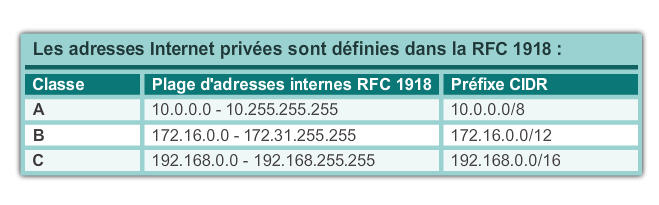 Les adresses Internet privées sont définies dans la RFC 1918 :
Classe Plage d'adresses internes RFC 1918 Préfixe CIDR
A 10.0.0.0 - 10.255.255.255 10.0.0.0/8
B 172.16.0.0 - 172.31.255.255 172.16.0.0/12
C 192.168.0.0 - 192.168.255.255 192.168.0.0/16